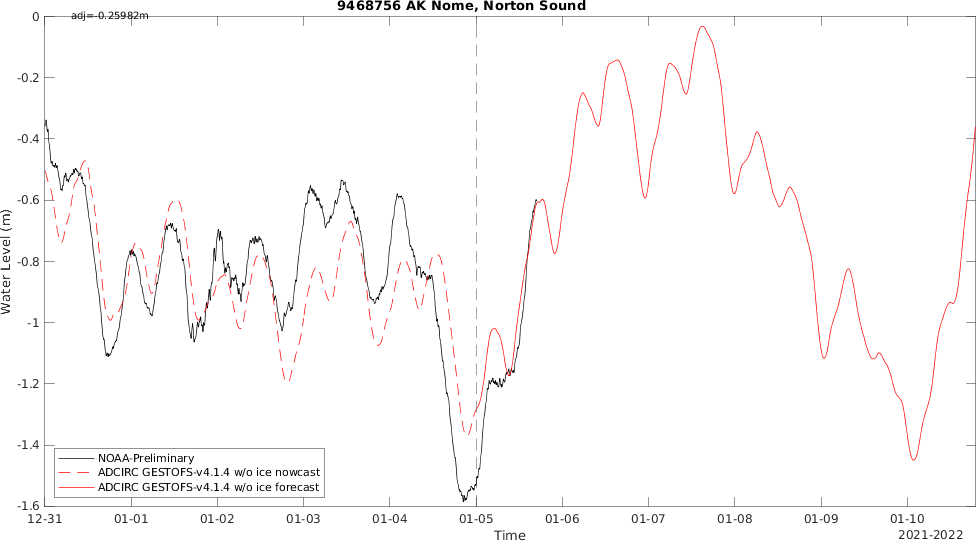 9468756 AK Nome, Norton Sound
adj=-0.25982m
0
-0.2
-0.4
-0.6
-0.8
-1
-1.2
-1.4
-1.6
Water Level (m)
NOAA-Preliminary
ADCIRC GESTOFS-v4.1.4 w/o ice nowcast
ADCIRC GESTOFS-v4.1.4 w/o ice forecast
12-31 01-01 01-02 01-03 01-04 01-05 01-06 01-07 01-08 01-09 01-10
Time
2021-2022